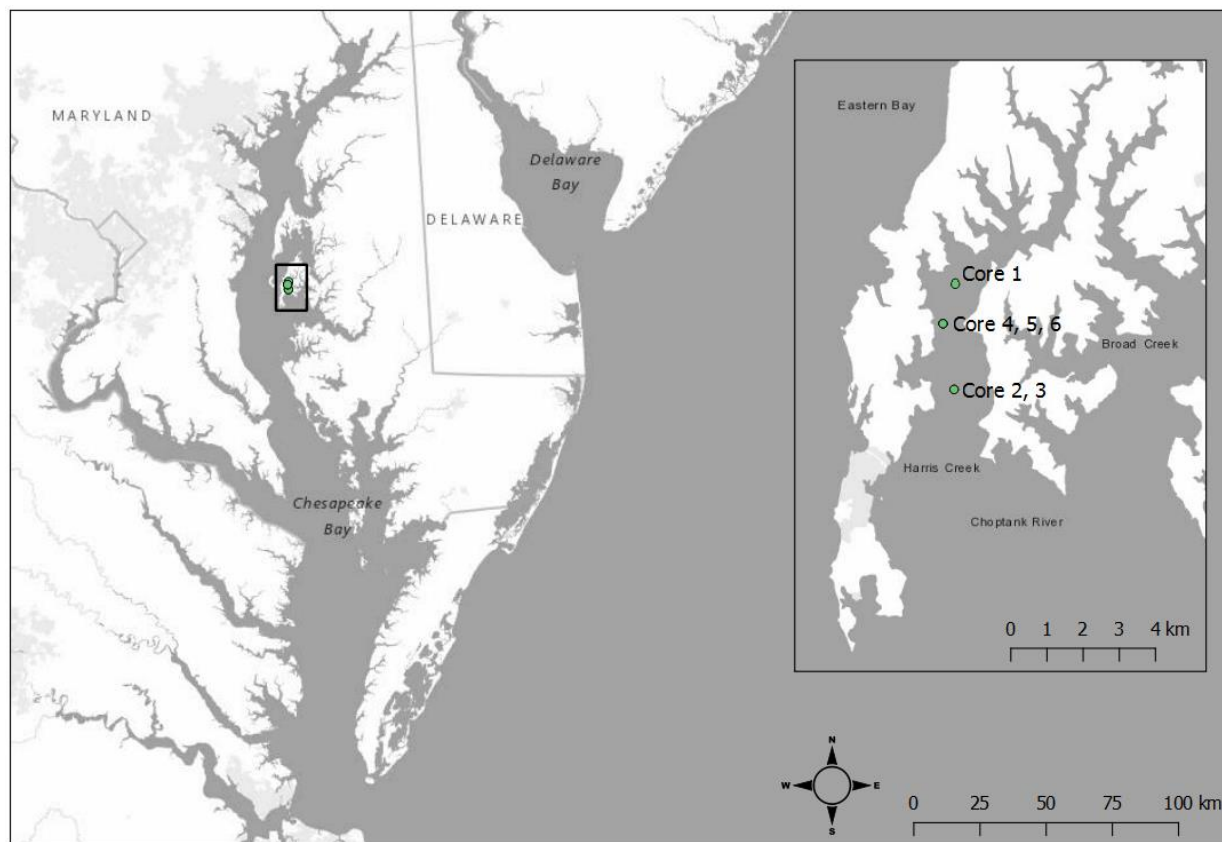 MARYLAND
Delaware
Bay
DELAWARE
Chesapeake
Bay
Eastern Bay
Core 1
Core 4, 5, 6
Broad Creek
Core 2, 3
Harris Creek
Choptank River
0 1 2 3 4 km
N
W E
S
0 25 50 75 100 km